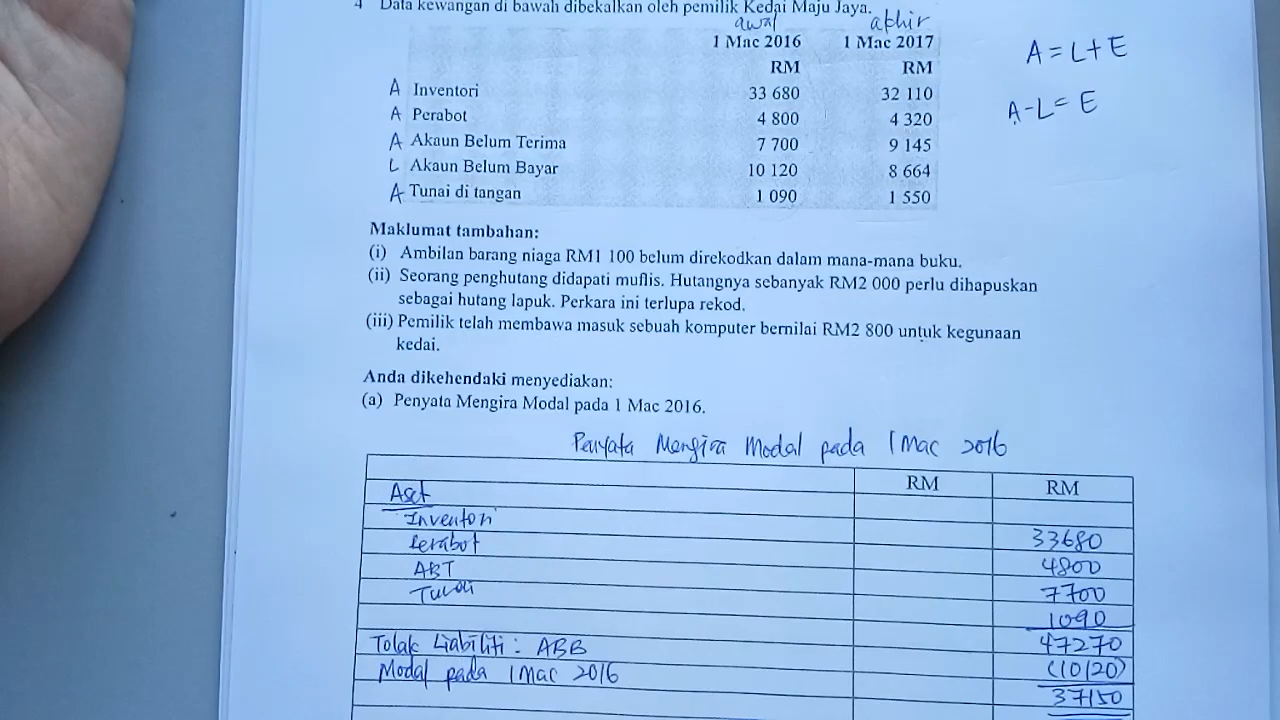 4 Data kewangan di bawah dibekalkan oleh pemilik Kedai Maju Jaya.
awal akhir
1 Mac 2016 1 Mac 2017 A = L+E
RM RM
A Inventori 33 680 32 110 A-L = E
A Perabot 4 800 4 320
A Akaun Belum Terima 7 700 9 145
L Akaun Belum Bayar 10 120 8 664
A Tunai di tangan 1 090 1 550
Maklumat tambahan:
(i) Ambilan barang niaga RM1 100 belum direkodkan dalam mana-mana buku.
(ii) Seorang penghutang didapati muflis. Hutangnya sebanyak RM2 000 perlu dihapuskan
sebagai hutang lapuk. Perkara ini terlupa rekod.
(iii) Pemilik telah membawa masuk sebuah komputer bernilai RM2 800 untuk kegunaan
kedai.
Anda dikehendaki menyediakan:
(a) Penyata Mengira Modal pada 1 Mac 2016.
Penyata Mengira Modal pada 1 Mac 2016
RM RM
Aset
Inventori 33680
Perabot 4800
ABT 7700
Tunai 1090
47270
Tolak Liabiliti : ABB (10120)
Modal pada 1 Mac 2016 37150